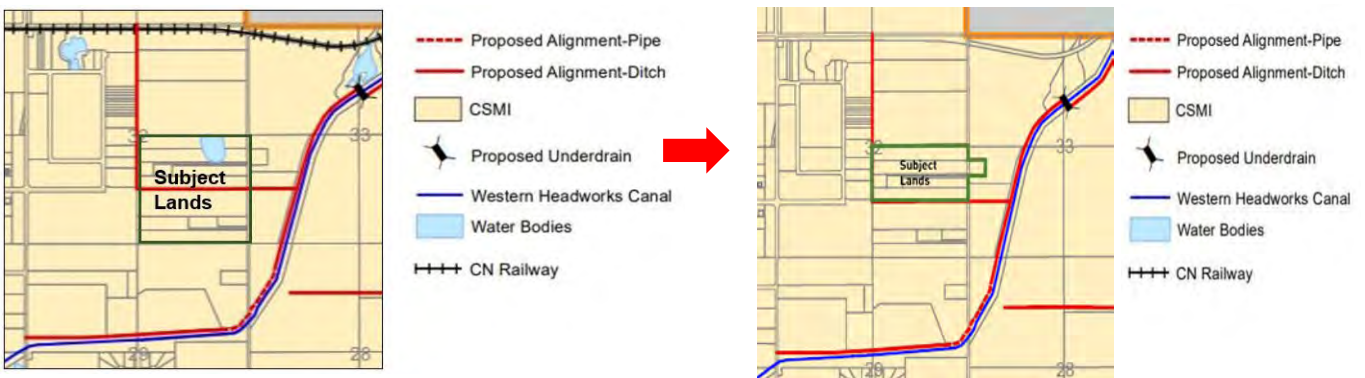 Proposed Alignment-Pipe
Proposed Alignment-Ditch
CSMI
Proposed Underdrain
Western Headworks Canal
Water Bodies
CN Railway
32
33
Subject
Lands
29
28
Proposed Alignment-Pipe
Proposed Alignment-Ditch
CSMI
Proposed Underdrain
Western Headworks Canal
Water Bodies
CN Railway
32
33
Subject
Lands
29
28